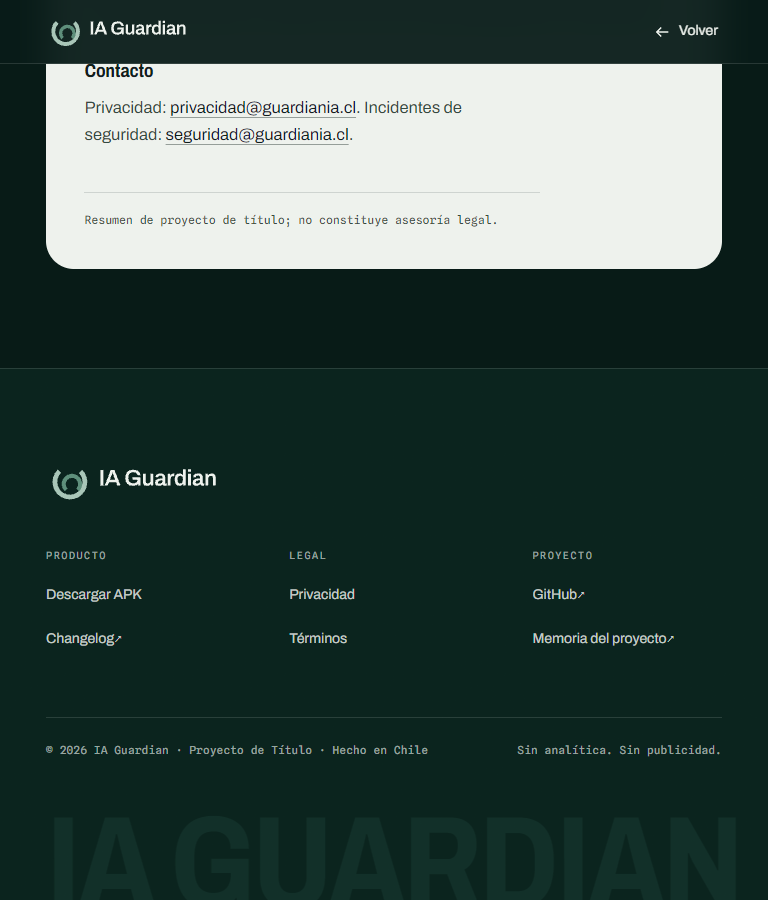 IA Guardian
← Volver
Contacto
Privacidad: privacidad@guardiania.cl. Incidentes de
seguridad: seguridad@guardiania.cl.
Resumen de proyecto de título; no constituye asesoría legal.
IA Guardian
PRODUCTO
Descargar APK
Changelog↗
LEGAL
Privacidad
Términos
PROYECTO
GitHub↗
Memoria del proyecto↗
© 2026 IA Guardian · Proyecto de Título · Hecho en Chile
Sin analítica. Sin publicidad.
IA GUARDIAN